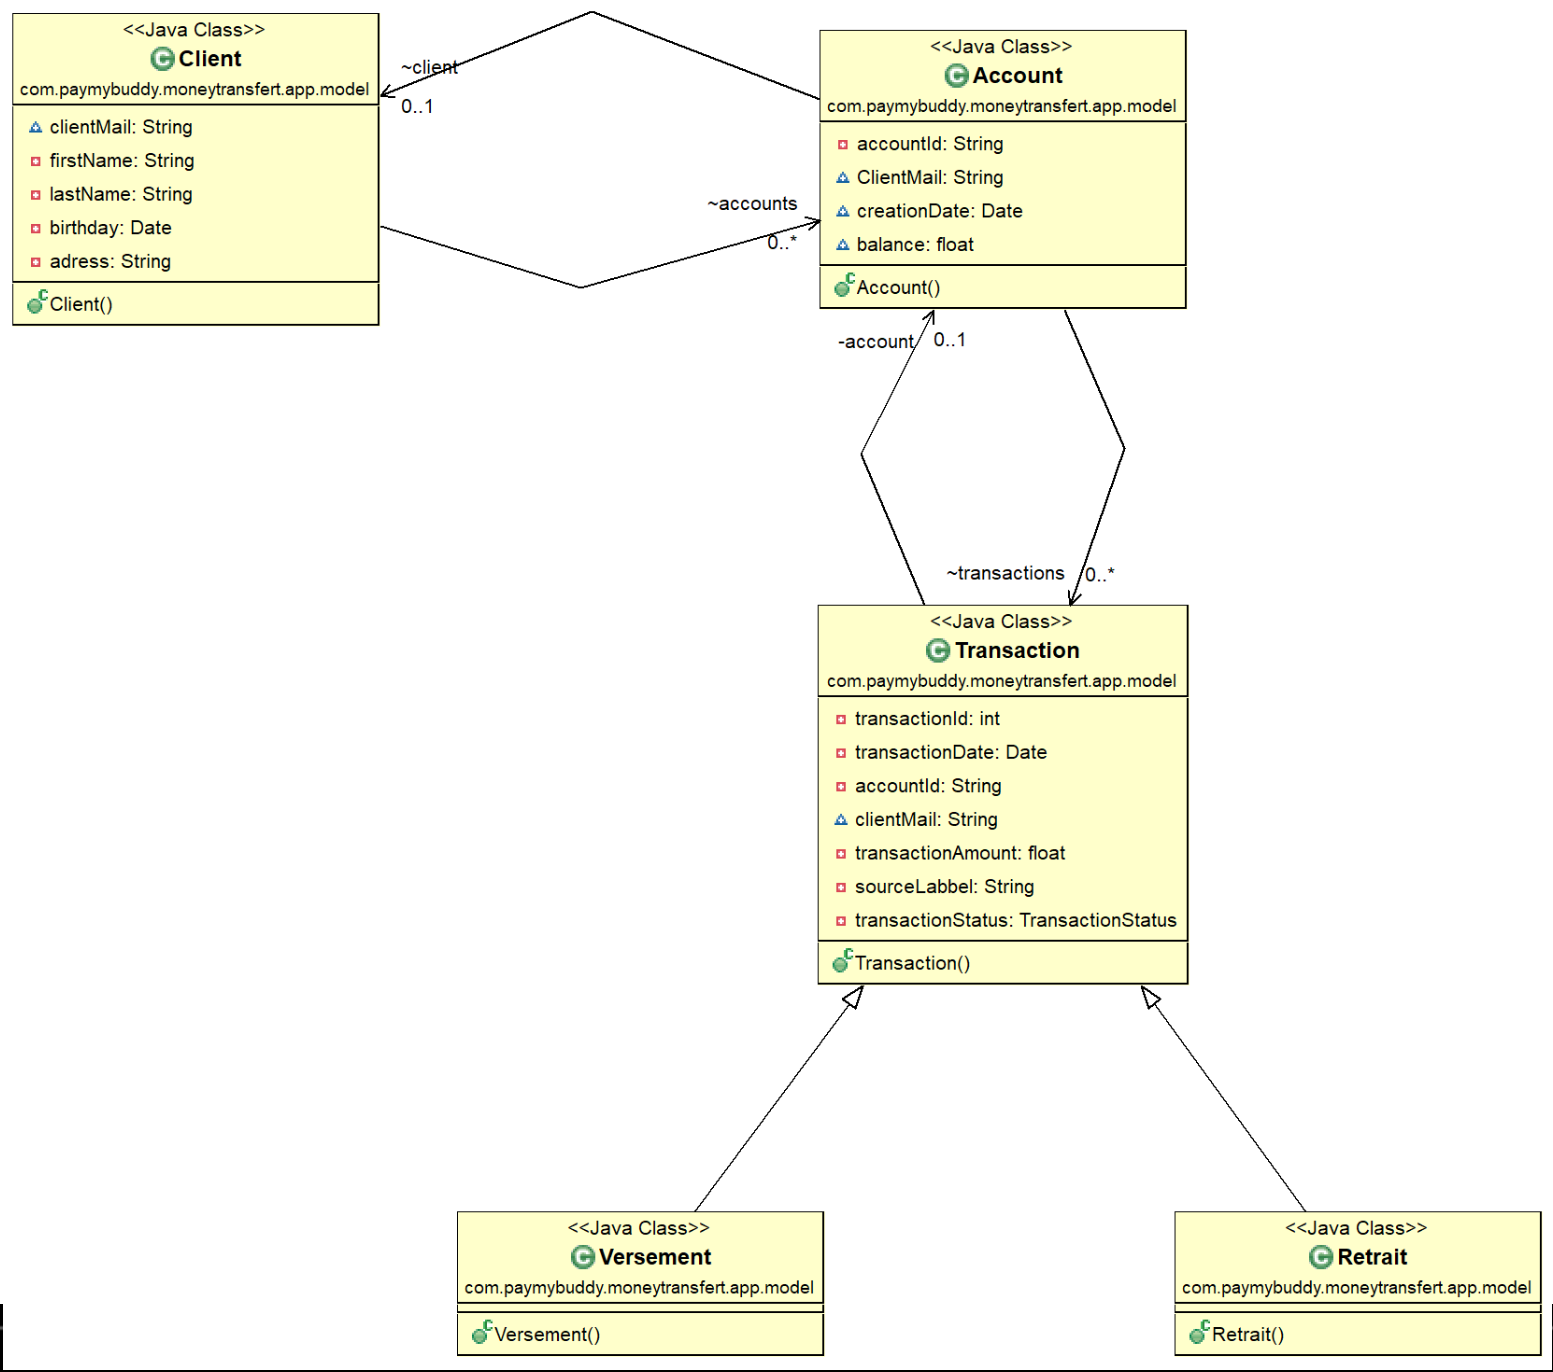 <<Java Class>>
Client
com.paymybuddy.moneytransfert.app.model
clientMail: String
firstName: String
lastName: String
birthday: Date
adress: String
Client()
~client
0..1
~accounts
0..*
<<Java Class>>
Account
com.paymybuddy.moneytransfert.app.model
accountId: String
ClientMail: String
creationDate: Date
balance: float
Account()
-account
0..1
~transactions
0..*
<<Java Class>>
Transaction
com.paymybuddy.moneytransfert.app.model
transactionId: int
transactionDate: Date
accountId: String
clientMail: String
transactionAmount: float
sourceLabbel: String
transactionStatus: TransactionStatus
Transaction()
<<Java Class>>
Versement
com.paymybuddy.moneytransfert.app.model
Versement()
<<Java Class>>
Retrait
com.paymybuddy.moneytransfert.app.model
Retrait()